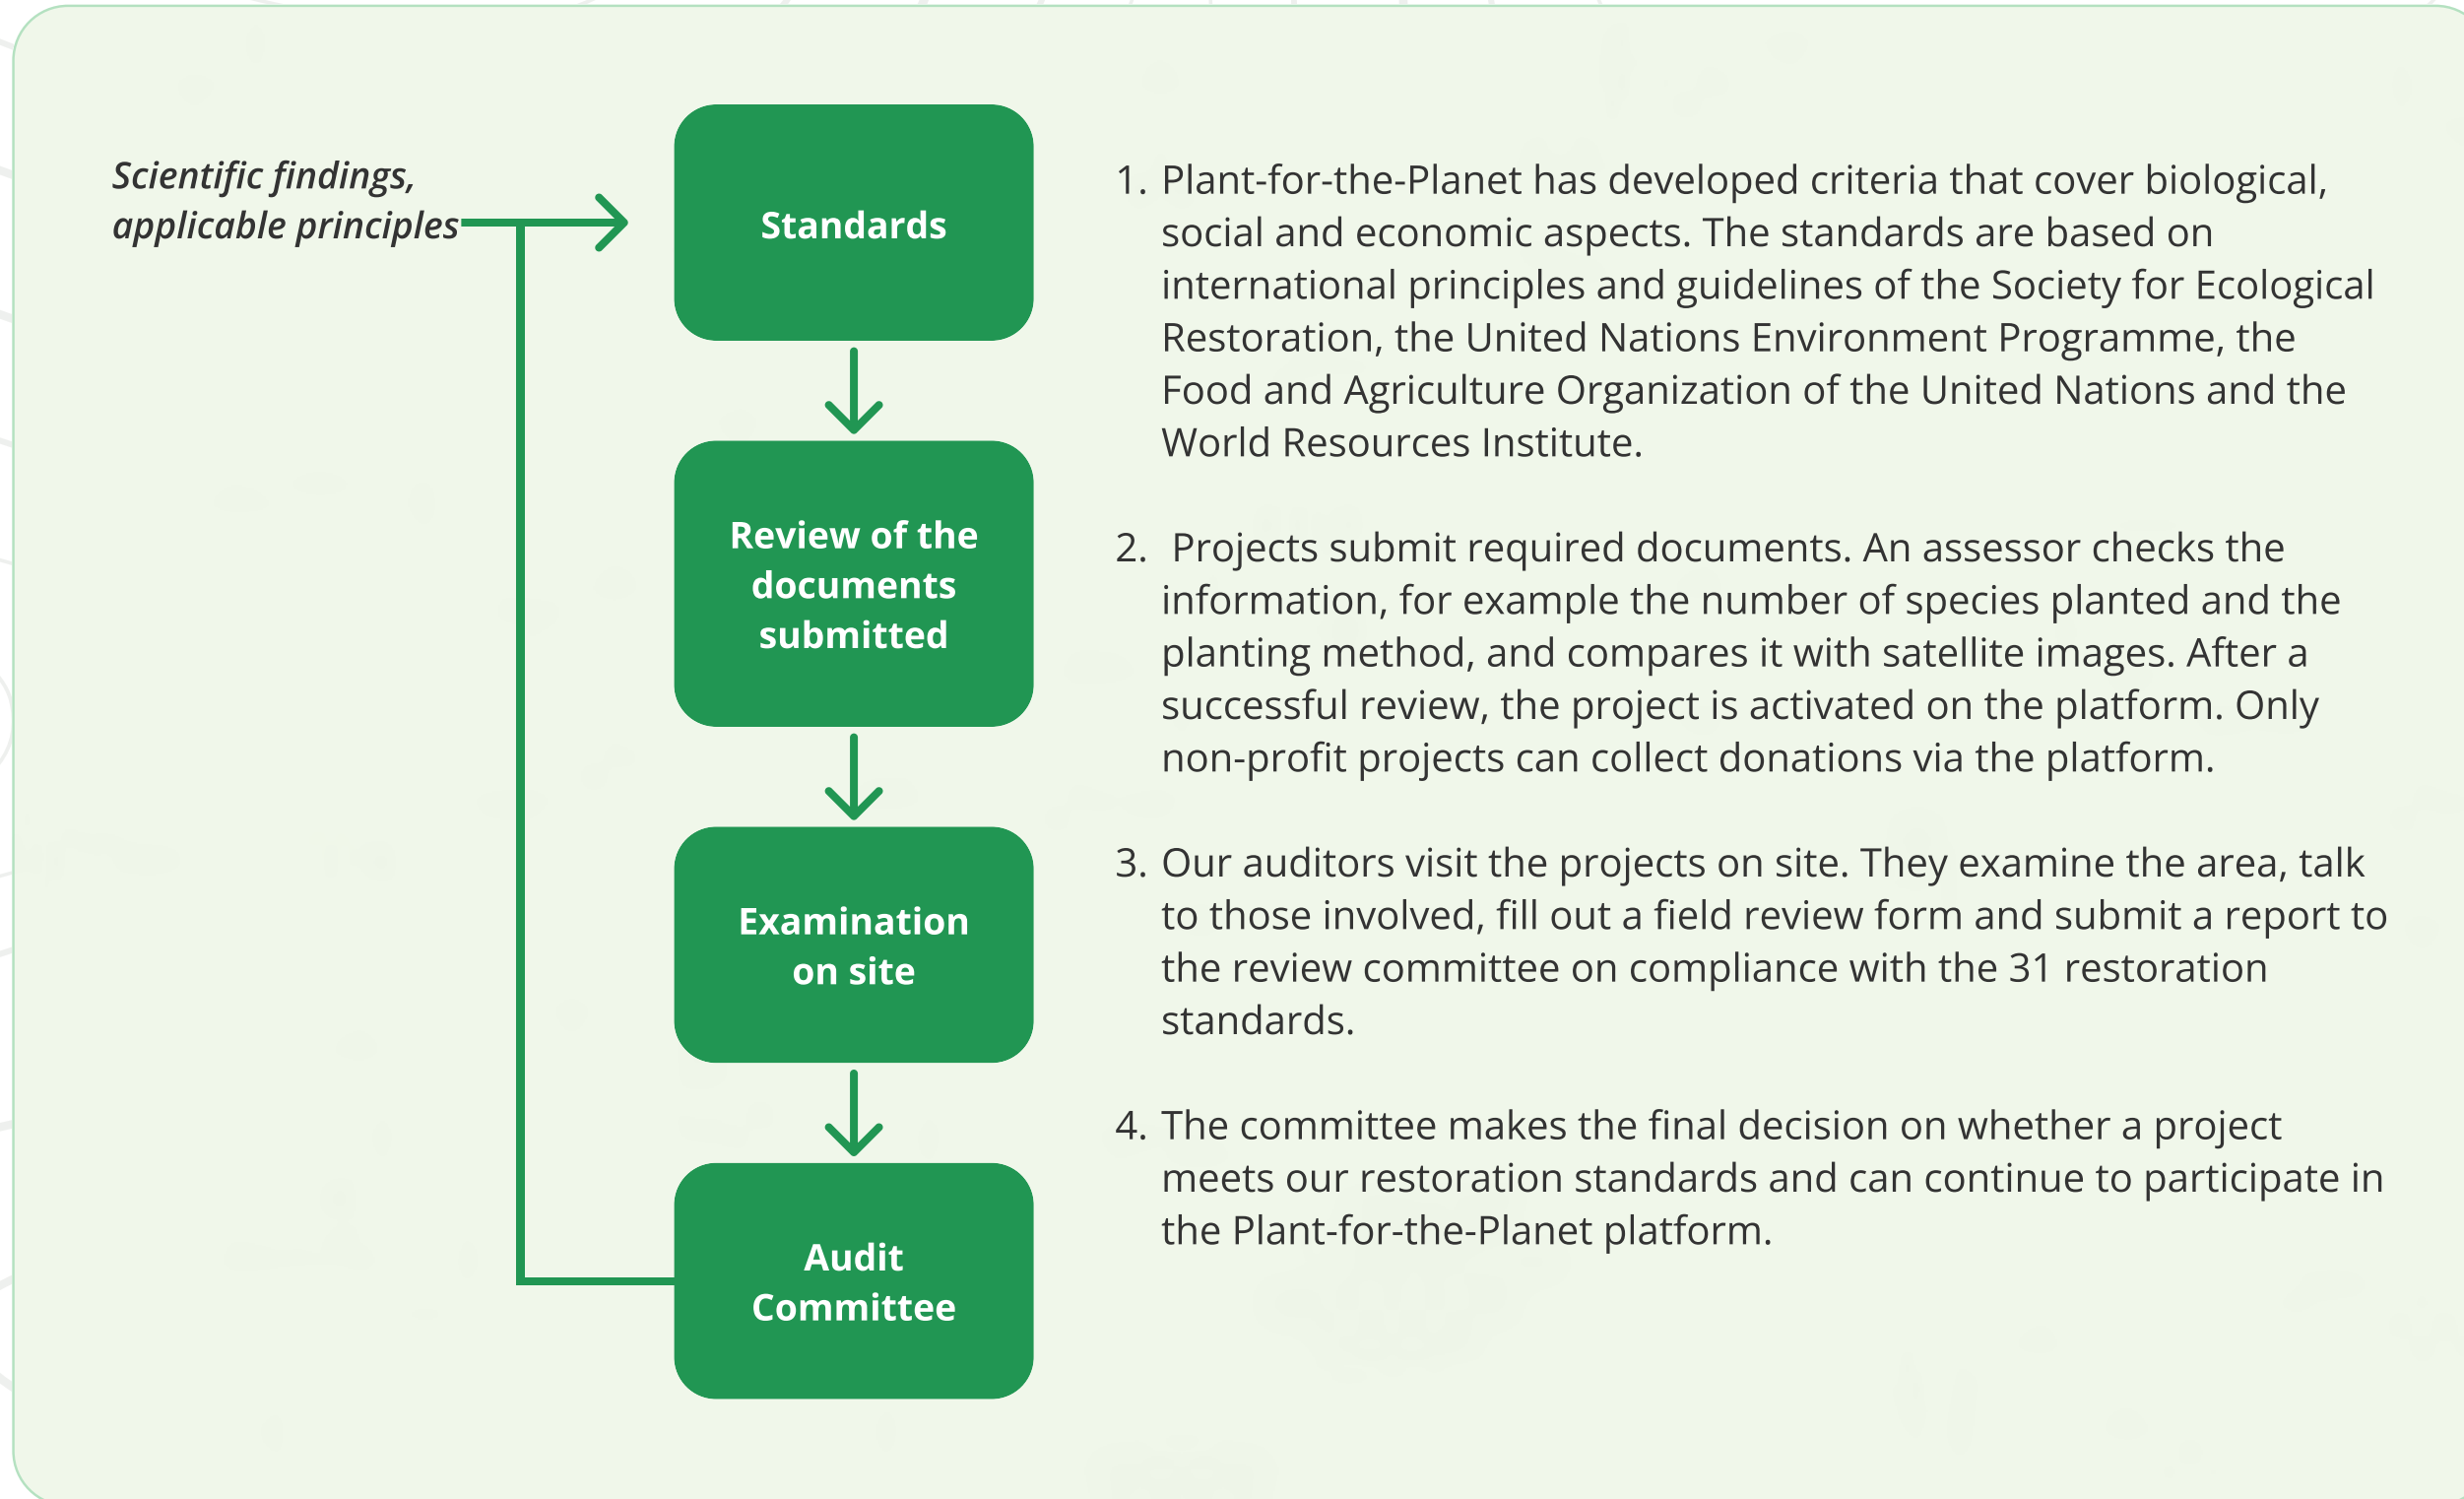 Scientific findings,
applicable principles
Standards
Review of the
documents
submitted
Examination
on site
Audit
Committee
1. Plant-for-the-Planet has developed criteria that cover biological,
social and economic aspects. The standards are based on
international principles and guidelines of the Society for Ecological
Restoration, the United Nations Environment Programme, the
Food and Agriculture Organization of the United Nations and the
World Resources Institute.
2. Projects submit required documents. An assessor checks the
information, for example the number of species planted and the
planting method, and compares it with satellite images. After a
successful review, the project is activated on the platform. Only
non-profit projects can collect donations via the platform.
3. Our auditors visit the projects on site. They examine the area, talk
to those involved, fill out a field review form and submit a report to
the review committee on compliance with the 31 restoration
standards.
4. The committee makes the final decision on whether a project
meets our restoration standards and can continue to participate in
the Plant-for-the-Planet platform.